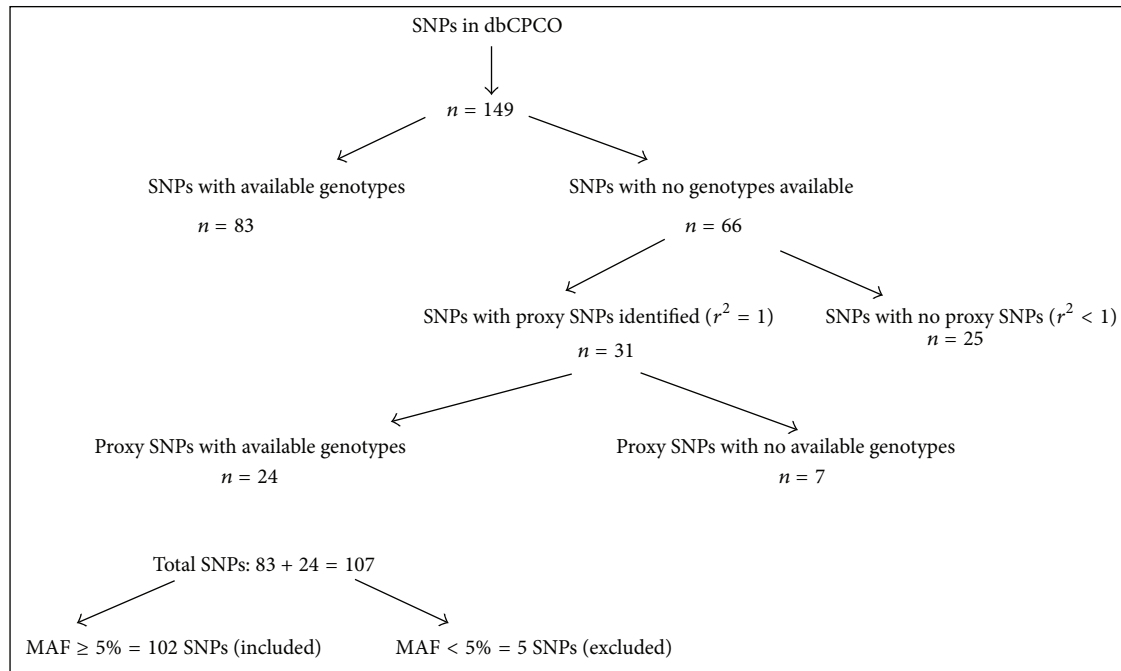 SNPs in dbCPCO
n = 149
SNPs with available genotypes
SNPs with no genotypes available
n = 83
n = 66
SNPs with proxy SNPs identified (r² = 1)
SNPs with no proxy SNPs (r² < 1)
n = 31
n = 25
Proxy SNPs with available genotypes
Proxy SNPs with no available genotypes
n = 24
n = 7
Total SNPs: 83 + 24 = 107
MAF ≥ 5% = 102 SNPs (included)
MAF < 5% = 5 SNPs (excluded)